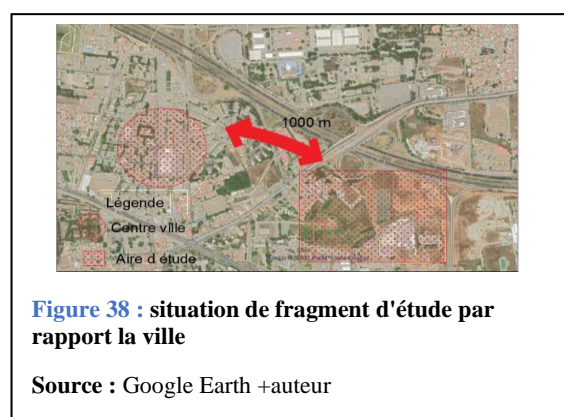 1000 m
Légende
Centre ville
Aire d étude
Figure 38 : situation de fragment d'étude par
rapport la ville
Source : Google Earth +auteur